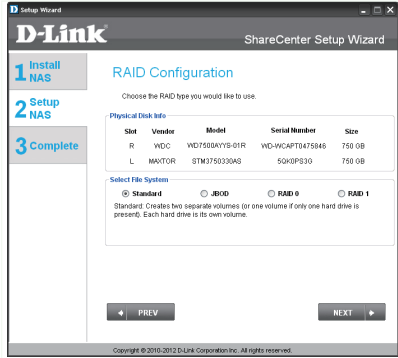 D Setup Wizard
D-Link
ShareCenter Setup Wizard
1 Install NAS
2 Setup NAS
3 Complete
RAID Configuration
Choose the RAID type you would like to use.
Physical Disk Info
Slot Vendor Model Serial Number Size
R WDC WD7500AYYS-01R WD-WCAPT0475846 750 GB
L MAXTOR STM3750330AS 5QK0PS3G 750 GB
Select File System
Standard JBOD RAID 0 RAID 1
Standard: Creates two separate volumes (or one volume if only one hard drive is
present). Each hard drive is its own volume.
PREV NEXT
Copyright © 2010-2012 D-Link Corporation Inc. All rights reserved.